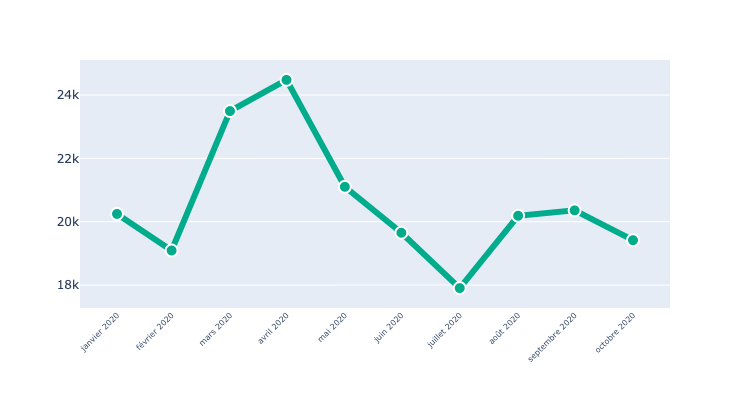 24k
22k
20k
18k
janvier 2020
février 2020
mars 2020
avril 2020
mai 2020
juin 2020
juillet 2020
août 2020
septembre 2020
octobre 2020